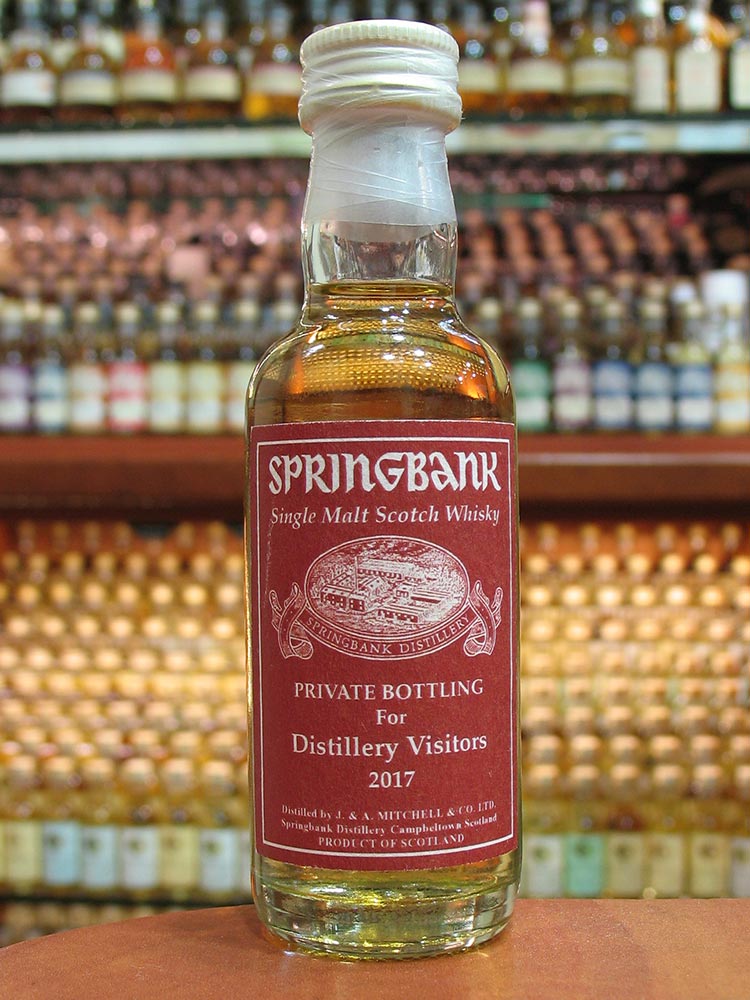 SPRINGBANK
Single Malt Scotch Whisky
SPRINGBANK DISTILLERY
PRIVATE BOTTLING
For
Distillery Visitors
2017
Distilled by J. & A. MITCHELL & CO. LTD.
Springbank Distillery Campbeltown Scotland
PRODUCT OF SCOTLAND